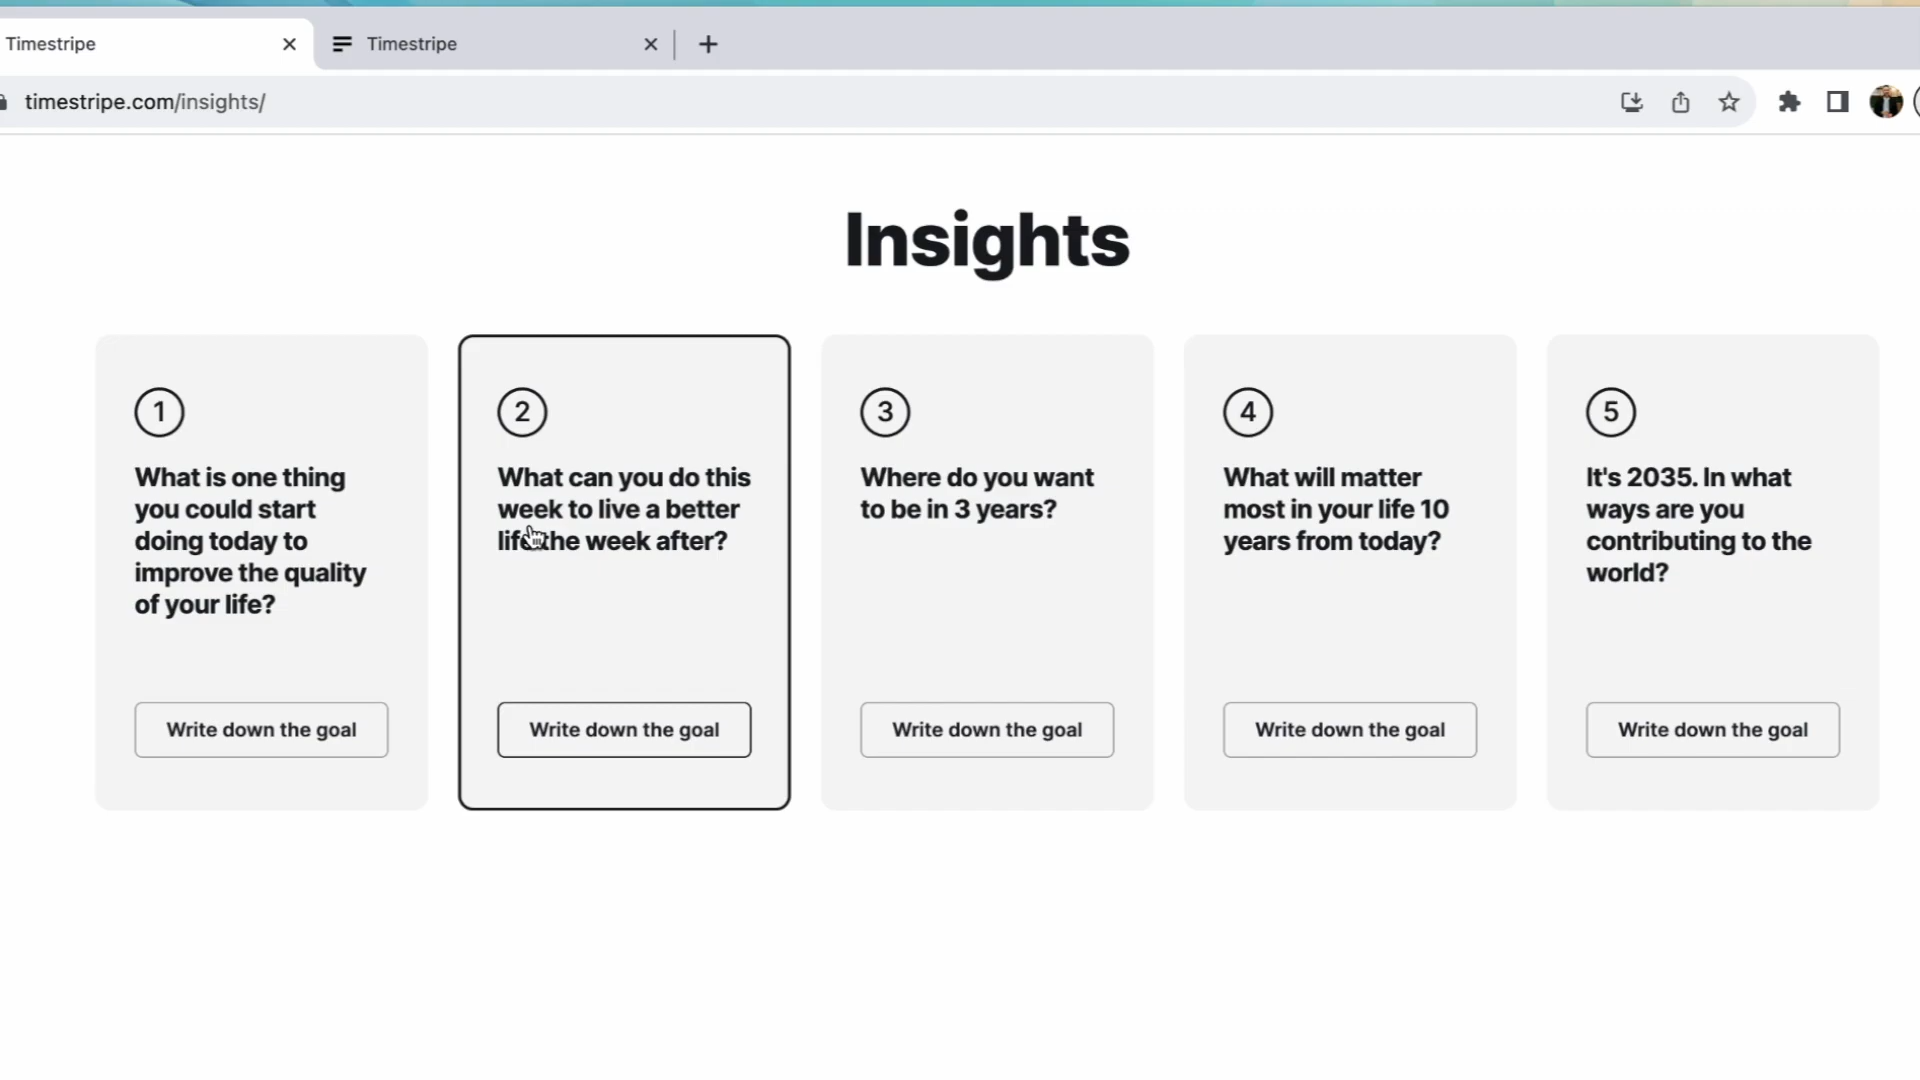 Timestripe
Timestripe
timestripe.com/insights/
Insights
1
What is one thing
you could start
doing today to
improve the quality
of your life?
Write down the goal
2
What can you do this
week to live a better
life the week after?
Write down the goal
3
Where do you want
to be in 3 years?
Write down the goal
4
What will matter
most in your life 10
years from today?
Write down the goal
5
It's 2035. In what
ways are you
contributing to the
world?
Write down the goal